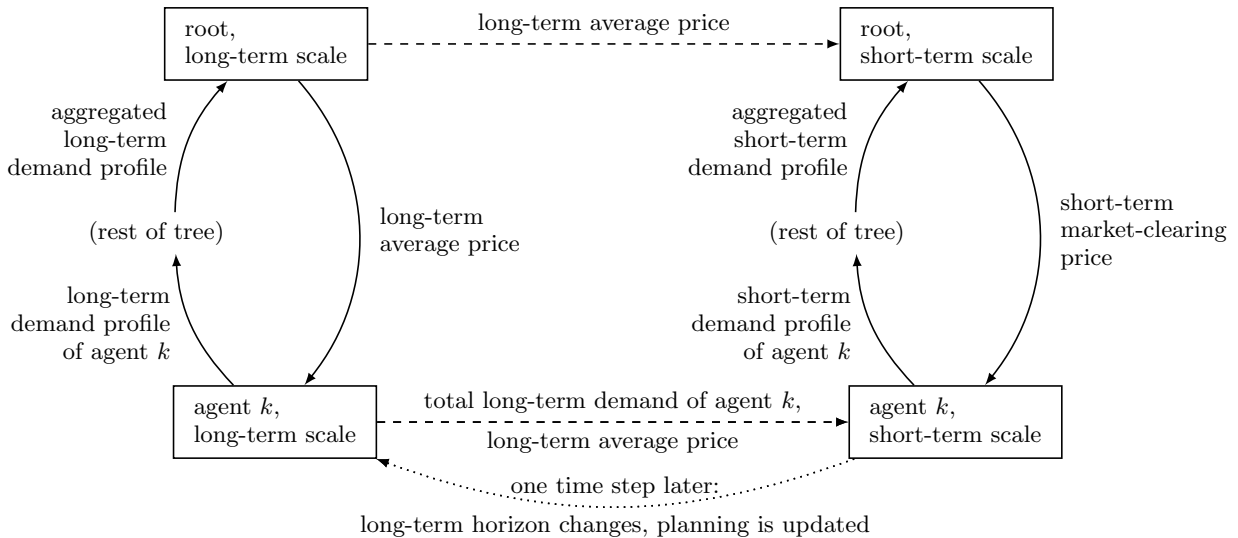 root,
long-term scale
long-term average price
root,
short-term scale
aggregated
long-term
demand profile
(rest of tree)
long-term
average price
long-term
demand profile
of agent k
agent k,
long-term scale
aggregated
short-term
demand profile
(rest of tree)
short-term
market-clearing
price
short-term
demand profile
of agent k
agent k,
short-term scale
total long-term demand of agent k,
long-term average price
one time step later:
long-term horizon changes, planning is updated